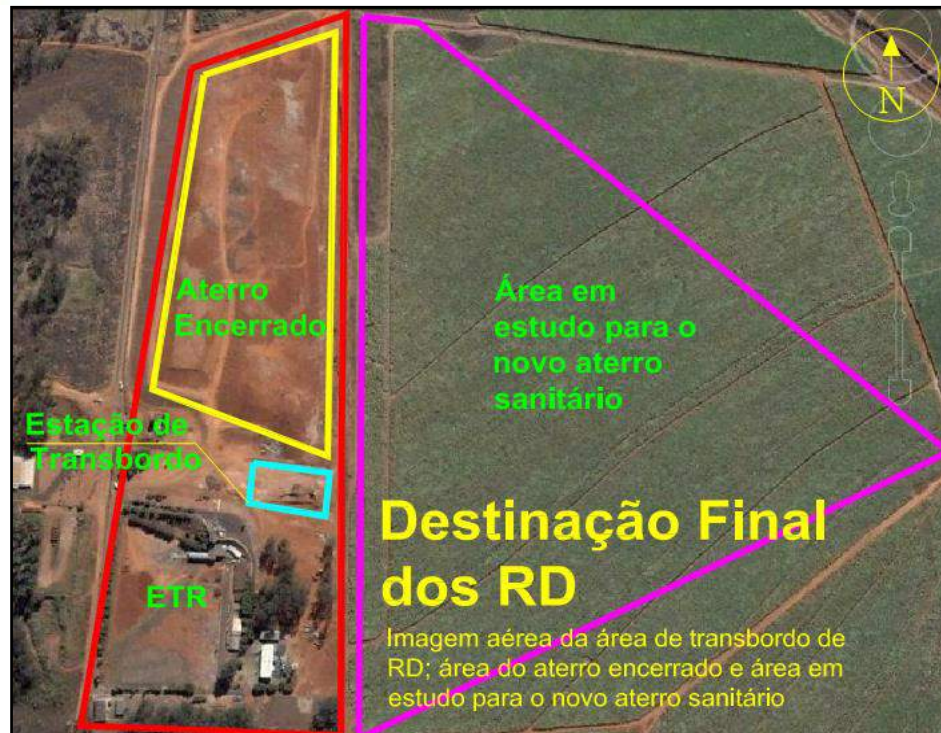 N
Aterro
Encerrado
Área em
estudo para o
novo aterro
sanitário
Estação de
Transbordo
ETR
Destinação Final
dos RD
Imagem aérea da área de transbordo de
RD; área do aterro encerrado e área em
estudo para o novo aterro sanitário